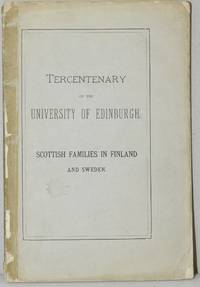 TERCENTENARY
OF THE
UNIVERSITY OF EDINBURGH.
SCOTTISH FAMILIES IN FINLAND
AND SWEDEN